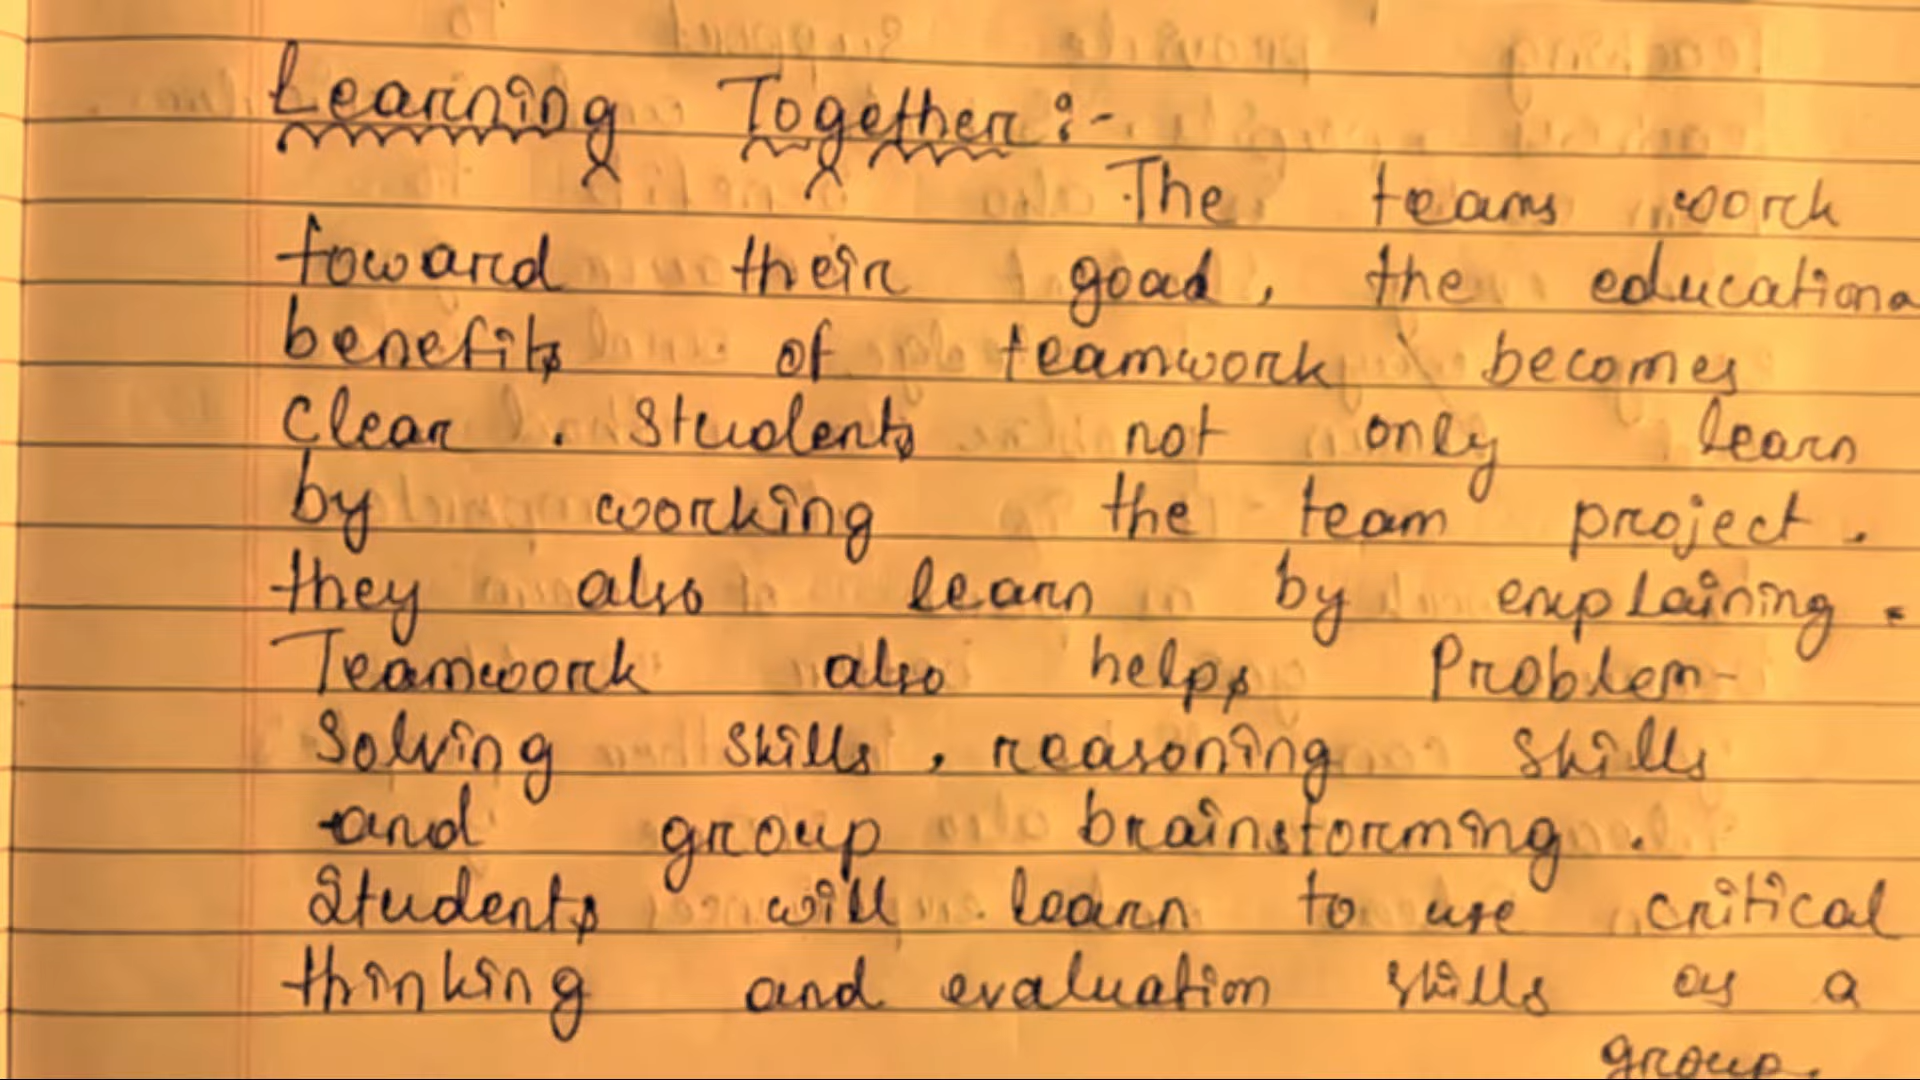 Learning Together :-
The teams work
toward their goad, the educationa
benefits of teamwork becomes
clear. Students not only learn
by working the team project.
they also learn by explaining.
Teamwork also helps Problem-
Solving skills, reasoning skills
and group brainstorming.
Students will learn to use critical
thinking and evaluation skills as a
group.